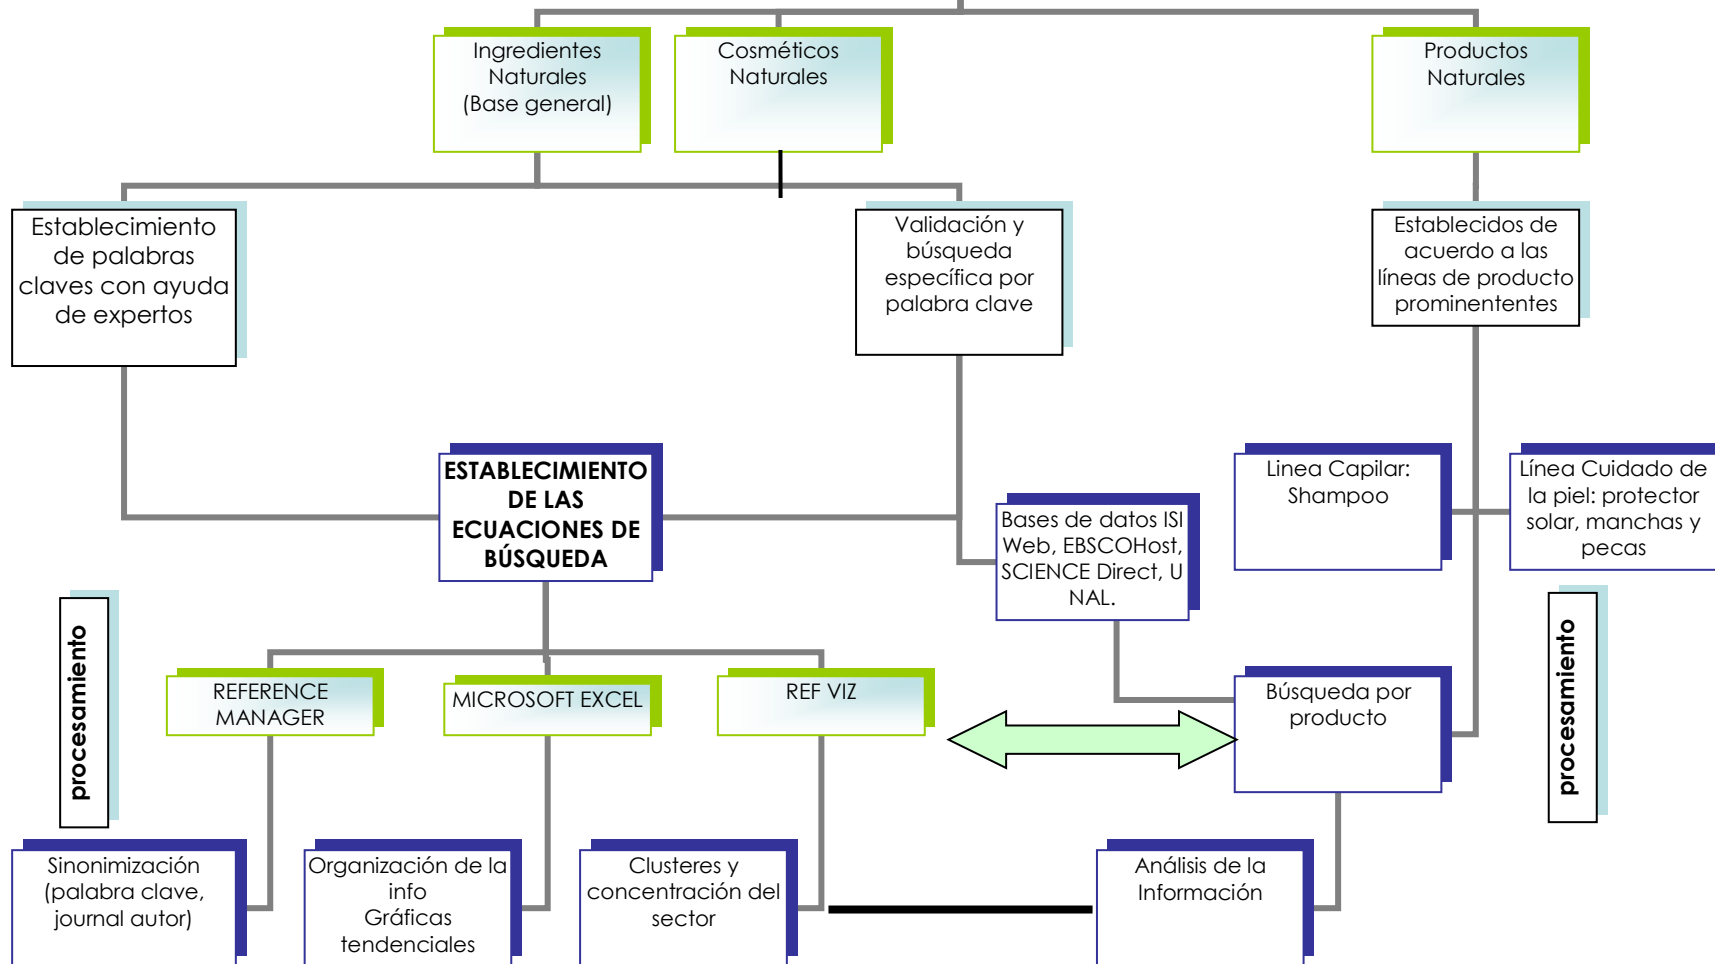 Ingredientes
Naturales
(Base general)
Cosméticos
Naturales
Productos
Naturales
Establecimiento
de palabras
claves con ayuda
de expertos
Validación y
búsqueda
específica por
palabra clave
Establecidos de
acuerdo a las
líneas de producto
prominententes
ESTABLECIMIENTO
DE LAS
ECUACIONES DE
BÚSQUEDA
Bases de datos ISI
Web, EBSCOHost,
SCIENCE Direct, U
NAL.
Linea Capilar:
Shampoo
Línea Cuidado de
la piel: protector
solar, manchas y
pecas
procesamiento
REFERENCE
MANAGER
MICROSOFT EXCEL
REF VIZ
Búsqueda por
producto
procesamiento
Sinonimización
(palabra clave,
journal autor)
Organización de la
info
Gráficas
tendenciales
Clusteres y
concentración del
sector
Análisis de la
Información